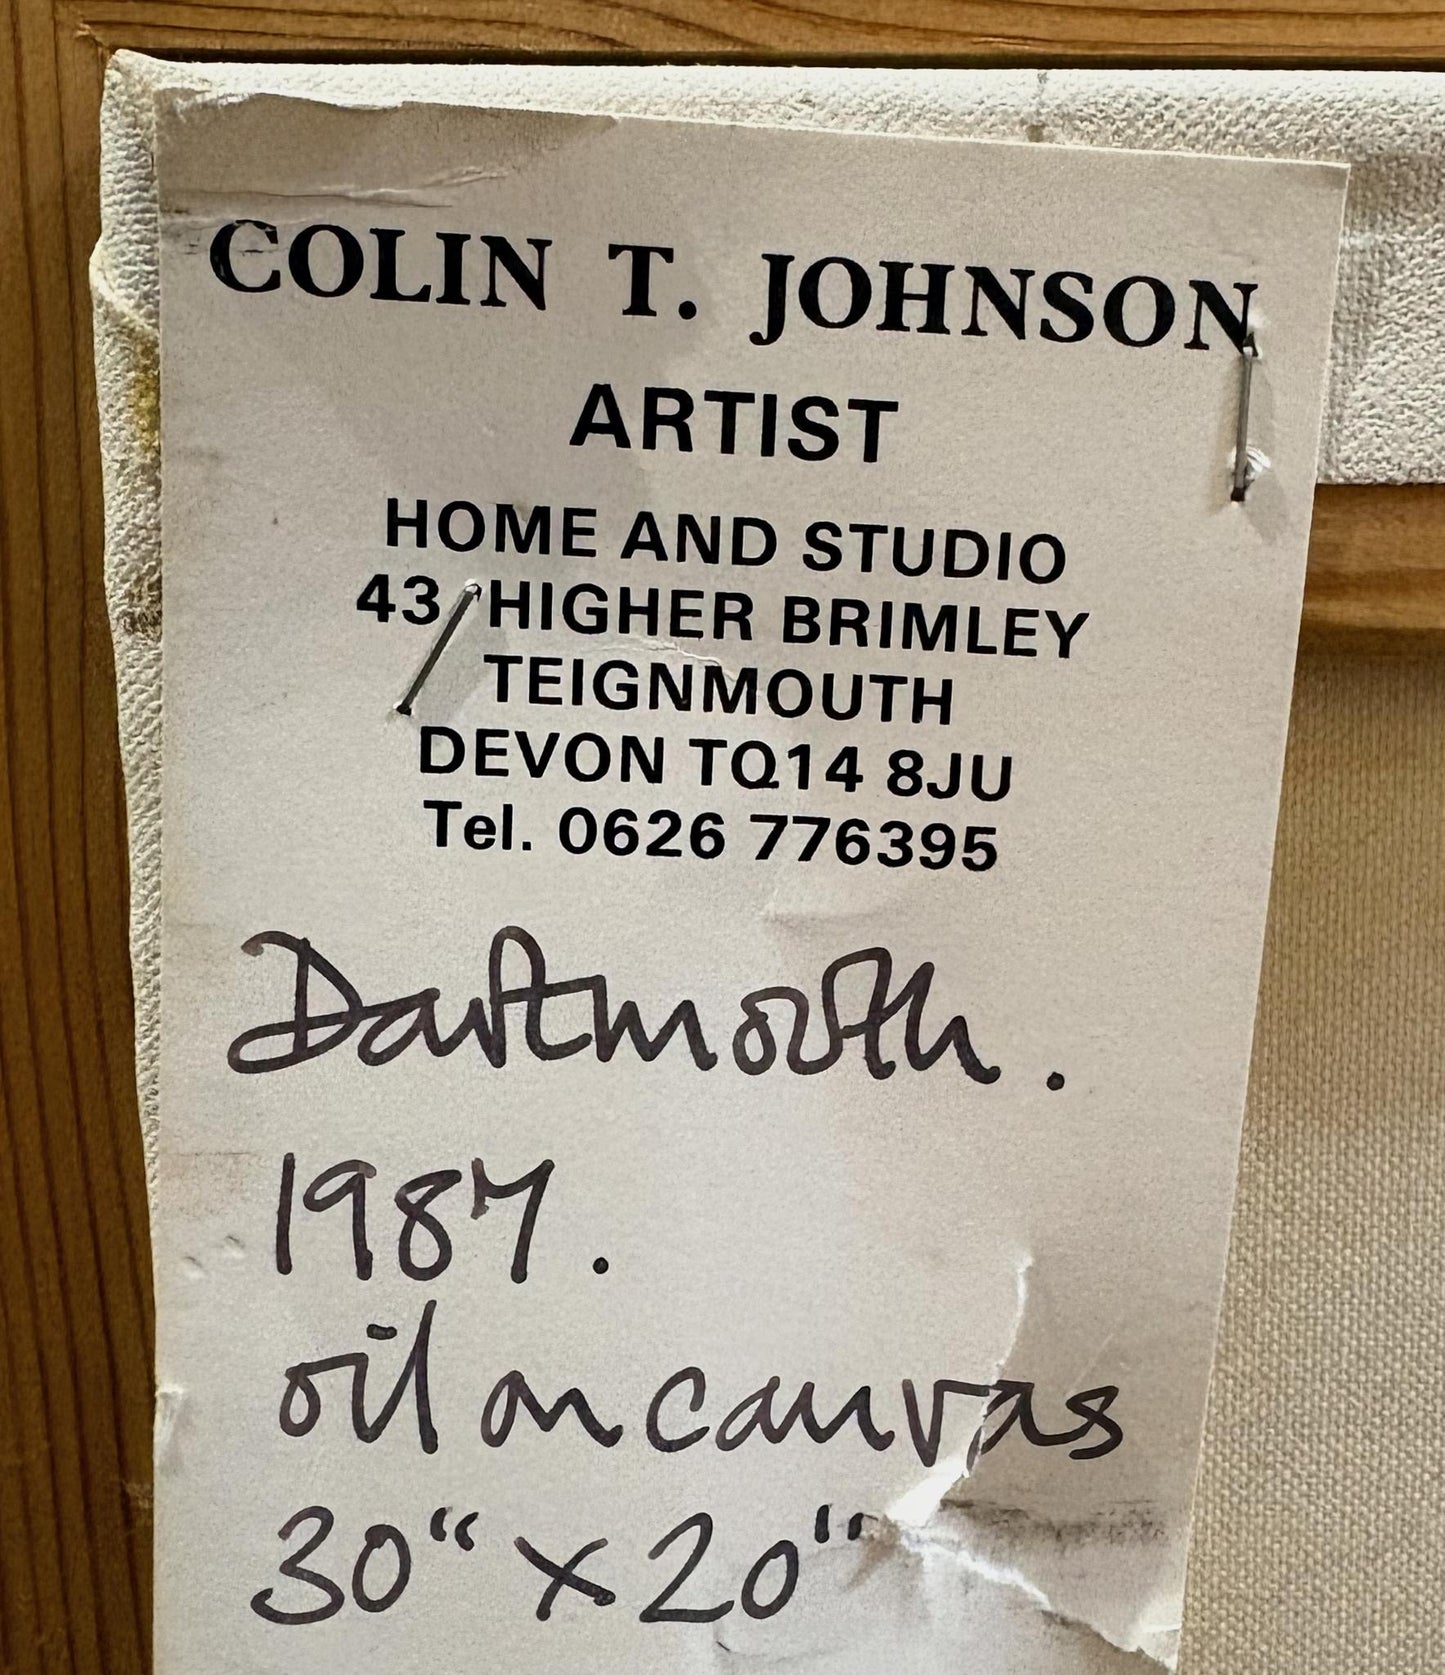 COLIN T. JOHNSON
ARTIST
HOME AND STUDIO
43 HIGHER BRIMLEY
TEIGNMOUTH
DEVON TQ14 8JU
Tel. 0626 776395
Dartmouth.
1987.
oil on canvas
30" x 20"